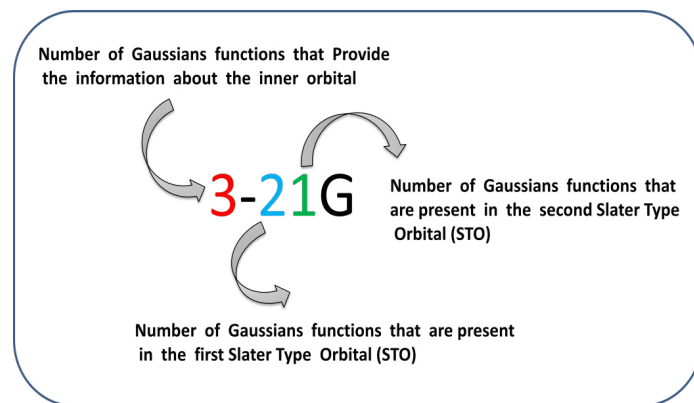 Number of Gaussians functions that Provide
the information about the inner orbital
3-21G
Number of Gaussians functions that
are present in the second Slater Type
Orbital (STO)
Number of Gaussians functions that are present
in the first Slater Type Orbital (STO)